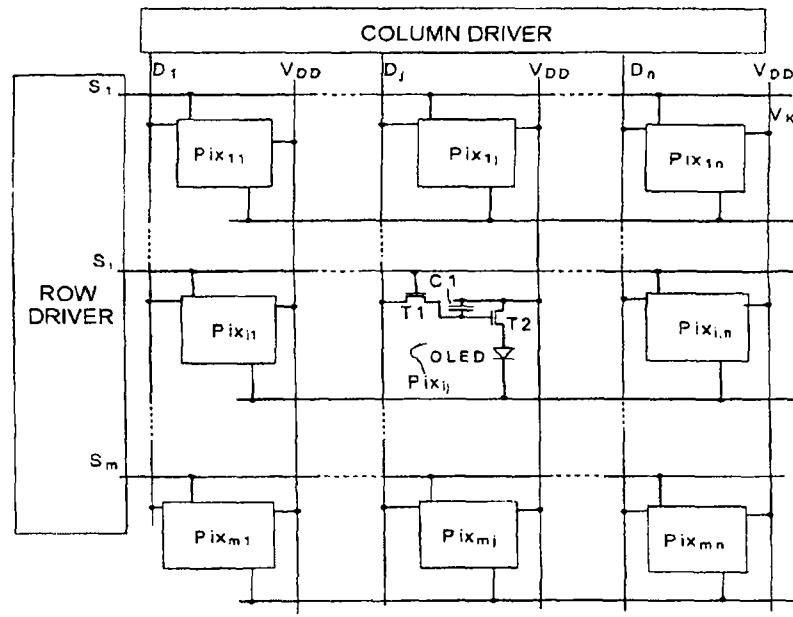 COLUMN DRIVER
D1 VDD Dj VDD Dn VDD
S1
VK
Pix11 Pix1j Pix1n
Si
C1
ROW DRIVER
T1 T2
Pixi1 Pixi,n
OLED
Pixij
Sm
Pixm1 Pixmj Pixmn